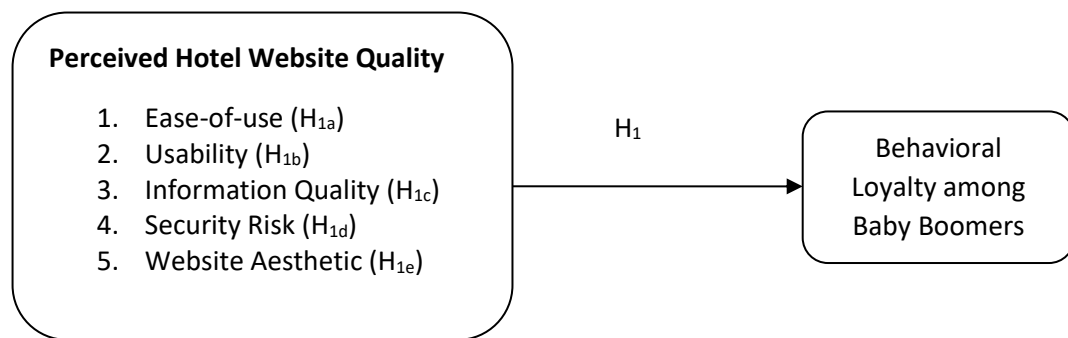 Perceived Hotel Website Quality
1. Ease-of-use (H1a)
2. Usability (H1b)
3. Information Quality (H1c)
4. Security Risk (H1d)
5. Website Aesthetic (H1e)
H1
Behavioral
Loyalty among
Baby Boomers